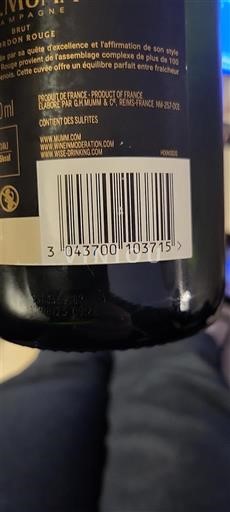 MUMM
CHAMPAGNE
BRUT
CORDON ROUGE
par sa quête d'excellence et l'affirmation de son style
Rouge provient de l'assemblage complexe de plus de 100
Cette cuvée offre un équilibre parfait entre fraîcheur
ml
PRODUIT DE FRANCE - PRODUCT OF FRANCE
ÉLABORÉ PAR G.H.MUMM & Cº, REIMS-FRANCE NM-257-001
CONTIENT DES SULFITES
WWW.MUMM.COM
WWW.WINEINMODERATION.COM
WWW.WISE-DRINKING.COM
3 043700 103715 >